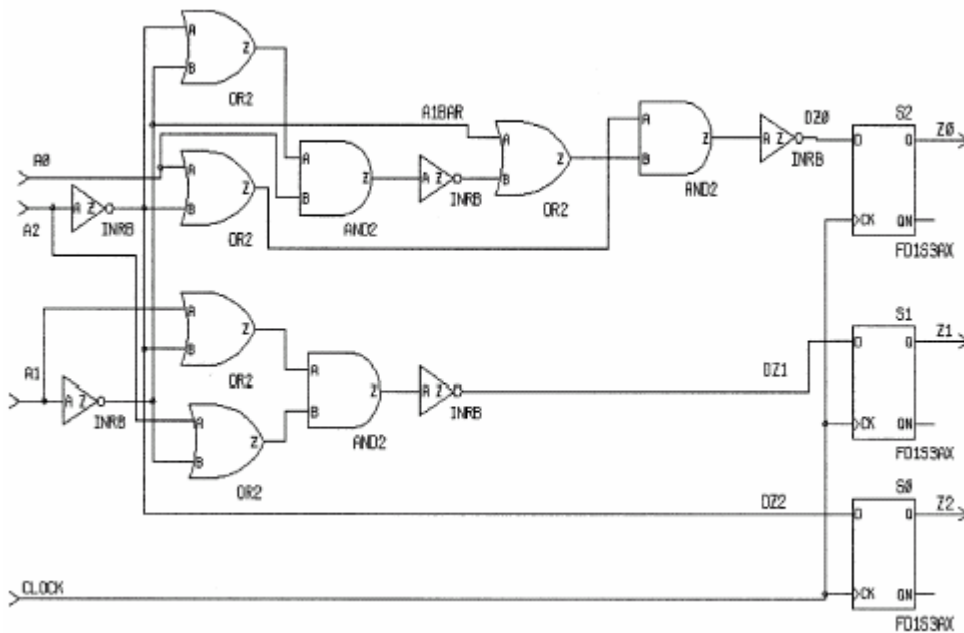 A Z
B
OR2
A0
A2
A Z
INRB
A Z
B
OR2
A1BAR
A Z
B
AND2
A Z
INRB
A Z
B
OR2
A Z
B
AND2
A Z
INRB
DZ0
S2
D Q
CK QN
FD1S3AX
Z0
A1
A Z
INRB
A Z
B
OR2
A Z
B
OR2
A Z
B
AND2
A Z
INRB
DZ1
S1
D Q
CK QN
FD1S3AX
Z1
DZ2
S0
D Q
CK QN
FD1S3AX
Z2
CLOCK